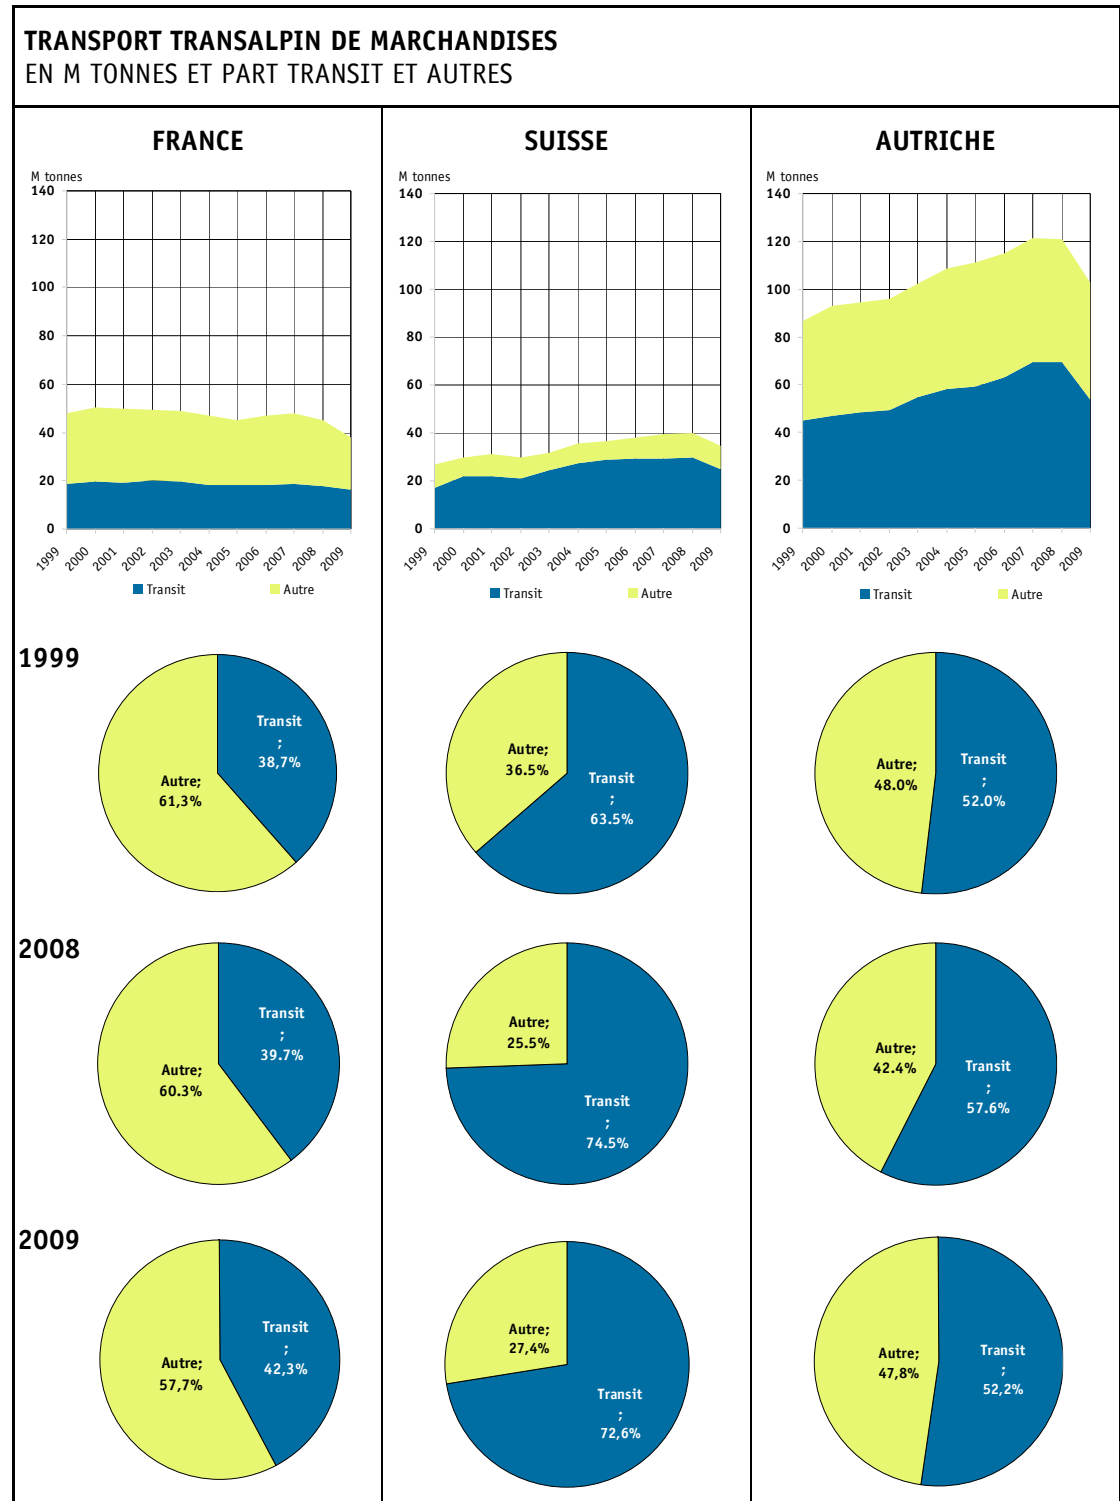 TRANSPORT TRANSALPIN DE MARCHANDISES
EN M TONNES ET PART TRANSIT ET AUTRES
FRANCE
M tonnes
140
120
100
80
60
40
20
0
1999
2000
2001
2002
2003
2004
2005
2006
2007
2008
2009
Transit
Autre
SUISSE
M tonnes
140
120
100
80
60
40
20
0
1999
2000
2001
2002
2003
2004
2005
2006
2007
2008
2009
Transit
Autre
AUTRICHE
M tonnes
140
120
100
80
60
40
20
0
1999
2000
2001
2002
2003
2004
2005
2006
2007
2008
2009
Transit
Autre
1999
Transit
;
38,7%
Autre;
61,3%
Autre;
36.5%
Transit
;
63.5%
Autre;
48.0%
Transit
;
52.0%
2008
Transit
;
39.7%
Autre;
60.3%
Autre;
25.5%
Transit
;
74.5%
Autre;
42.4%
Transit
;
57.6%
2009
Transit
;
42,3%
Autre;
57,7%
Autre;
27,4%
Transit
;
72,6%
Autre;
47,8%
Transit
;
52,2%